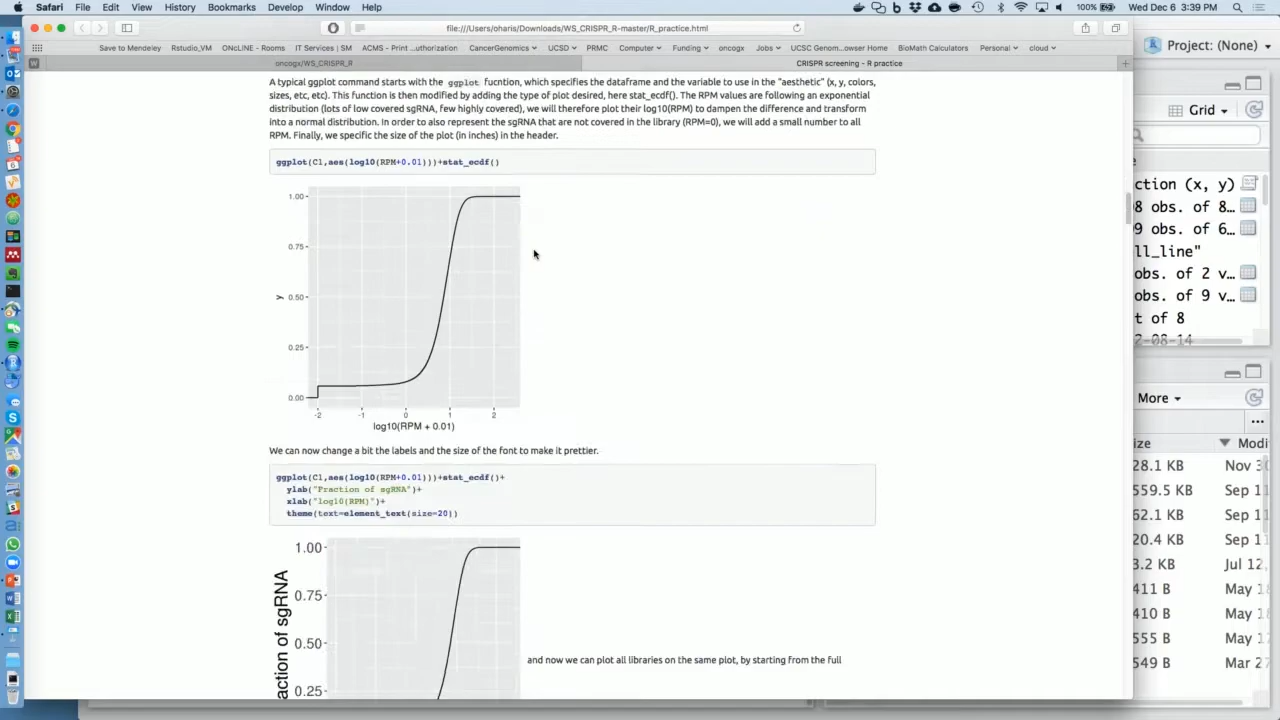 Safari File Edit View History Bookmarks Develop Window Help 100% Wed Dec 6 3:39 PM
file:///Users/oharis/Downloads/WS_CRISPR_R-master/R_practice.html
Save to Mendeley Rstudio_VM ONcLINE - Rooms IT Services | SM ACMS - Print ...uthorization CancerGenomics UCSD PRMC Computer Funding oncogx Jobs UCSC Genom...owser Home BioMath Calculators Personal cloud
oncogx/WS_CRISPR_R CRISPR screening - R practice
A typical ggplot command starts with the ggplot fucntion, which specifies the dataframe and the variable to use in the "aesthetic" (x, y, colors,
sizes, etc, etc). This function is then modified by adding the type of plot desired, here stat_ecdf(). The RPM values are following an exponential
distribution (lots of low covered sgRNA, few highly covered), we will therefore plot their log10(RPM) to dampen the difference and transform
into a normal distribution. In order to also represent the sgRNA that are not covered in the library (RPM=0), we will add a small number to all
RPM. Finally, we specific the size of the plot (in inches) in the header.
ggplot(C1,aes(log10(RPM+0.01)))+stat_ecdf()
1.00
0.75
y
0.50
0.25
0.00
-2 -1 0 1 2
log10(RPM + 0.01)
We can now change a bit the labels and the size of the font to make it prettier.
ggplot(C1,aes(log10(RPM+0.01)))+stat_ecdf()+
ylab("Fraction of sgRNA")+
xlab("log10(RPM)")+
theme(text=element_text(size=20))
1.00
0.75
0.50
0.25
action of sgRNA
and now we can plot all libraries on the same plot, by starting from the full
Project: (None)
Grid
ction (x, y)
98 obs. of 8...
99 obs. of 6...
ll_line"
obs. of 2 v...
obs. of 9 v...
t of 8
2-08-14
More
ize Modi
28.1 KB Nov 30
559.5 KB Sep 11
62.1 KB Sep 11
20.4 KB Sep 11
3.2 KB Jul 12,
411 B May 18
410 B May 18
555 B May 1
549 B Mar 27